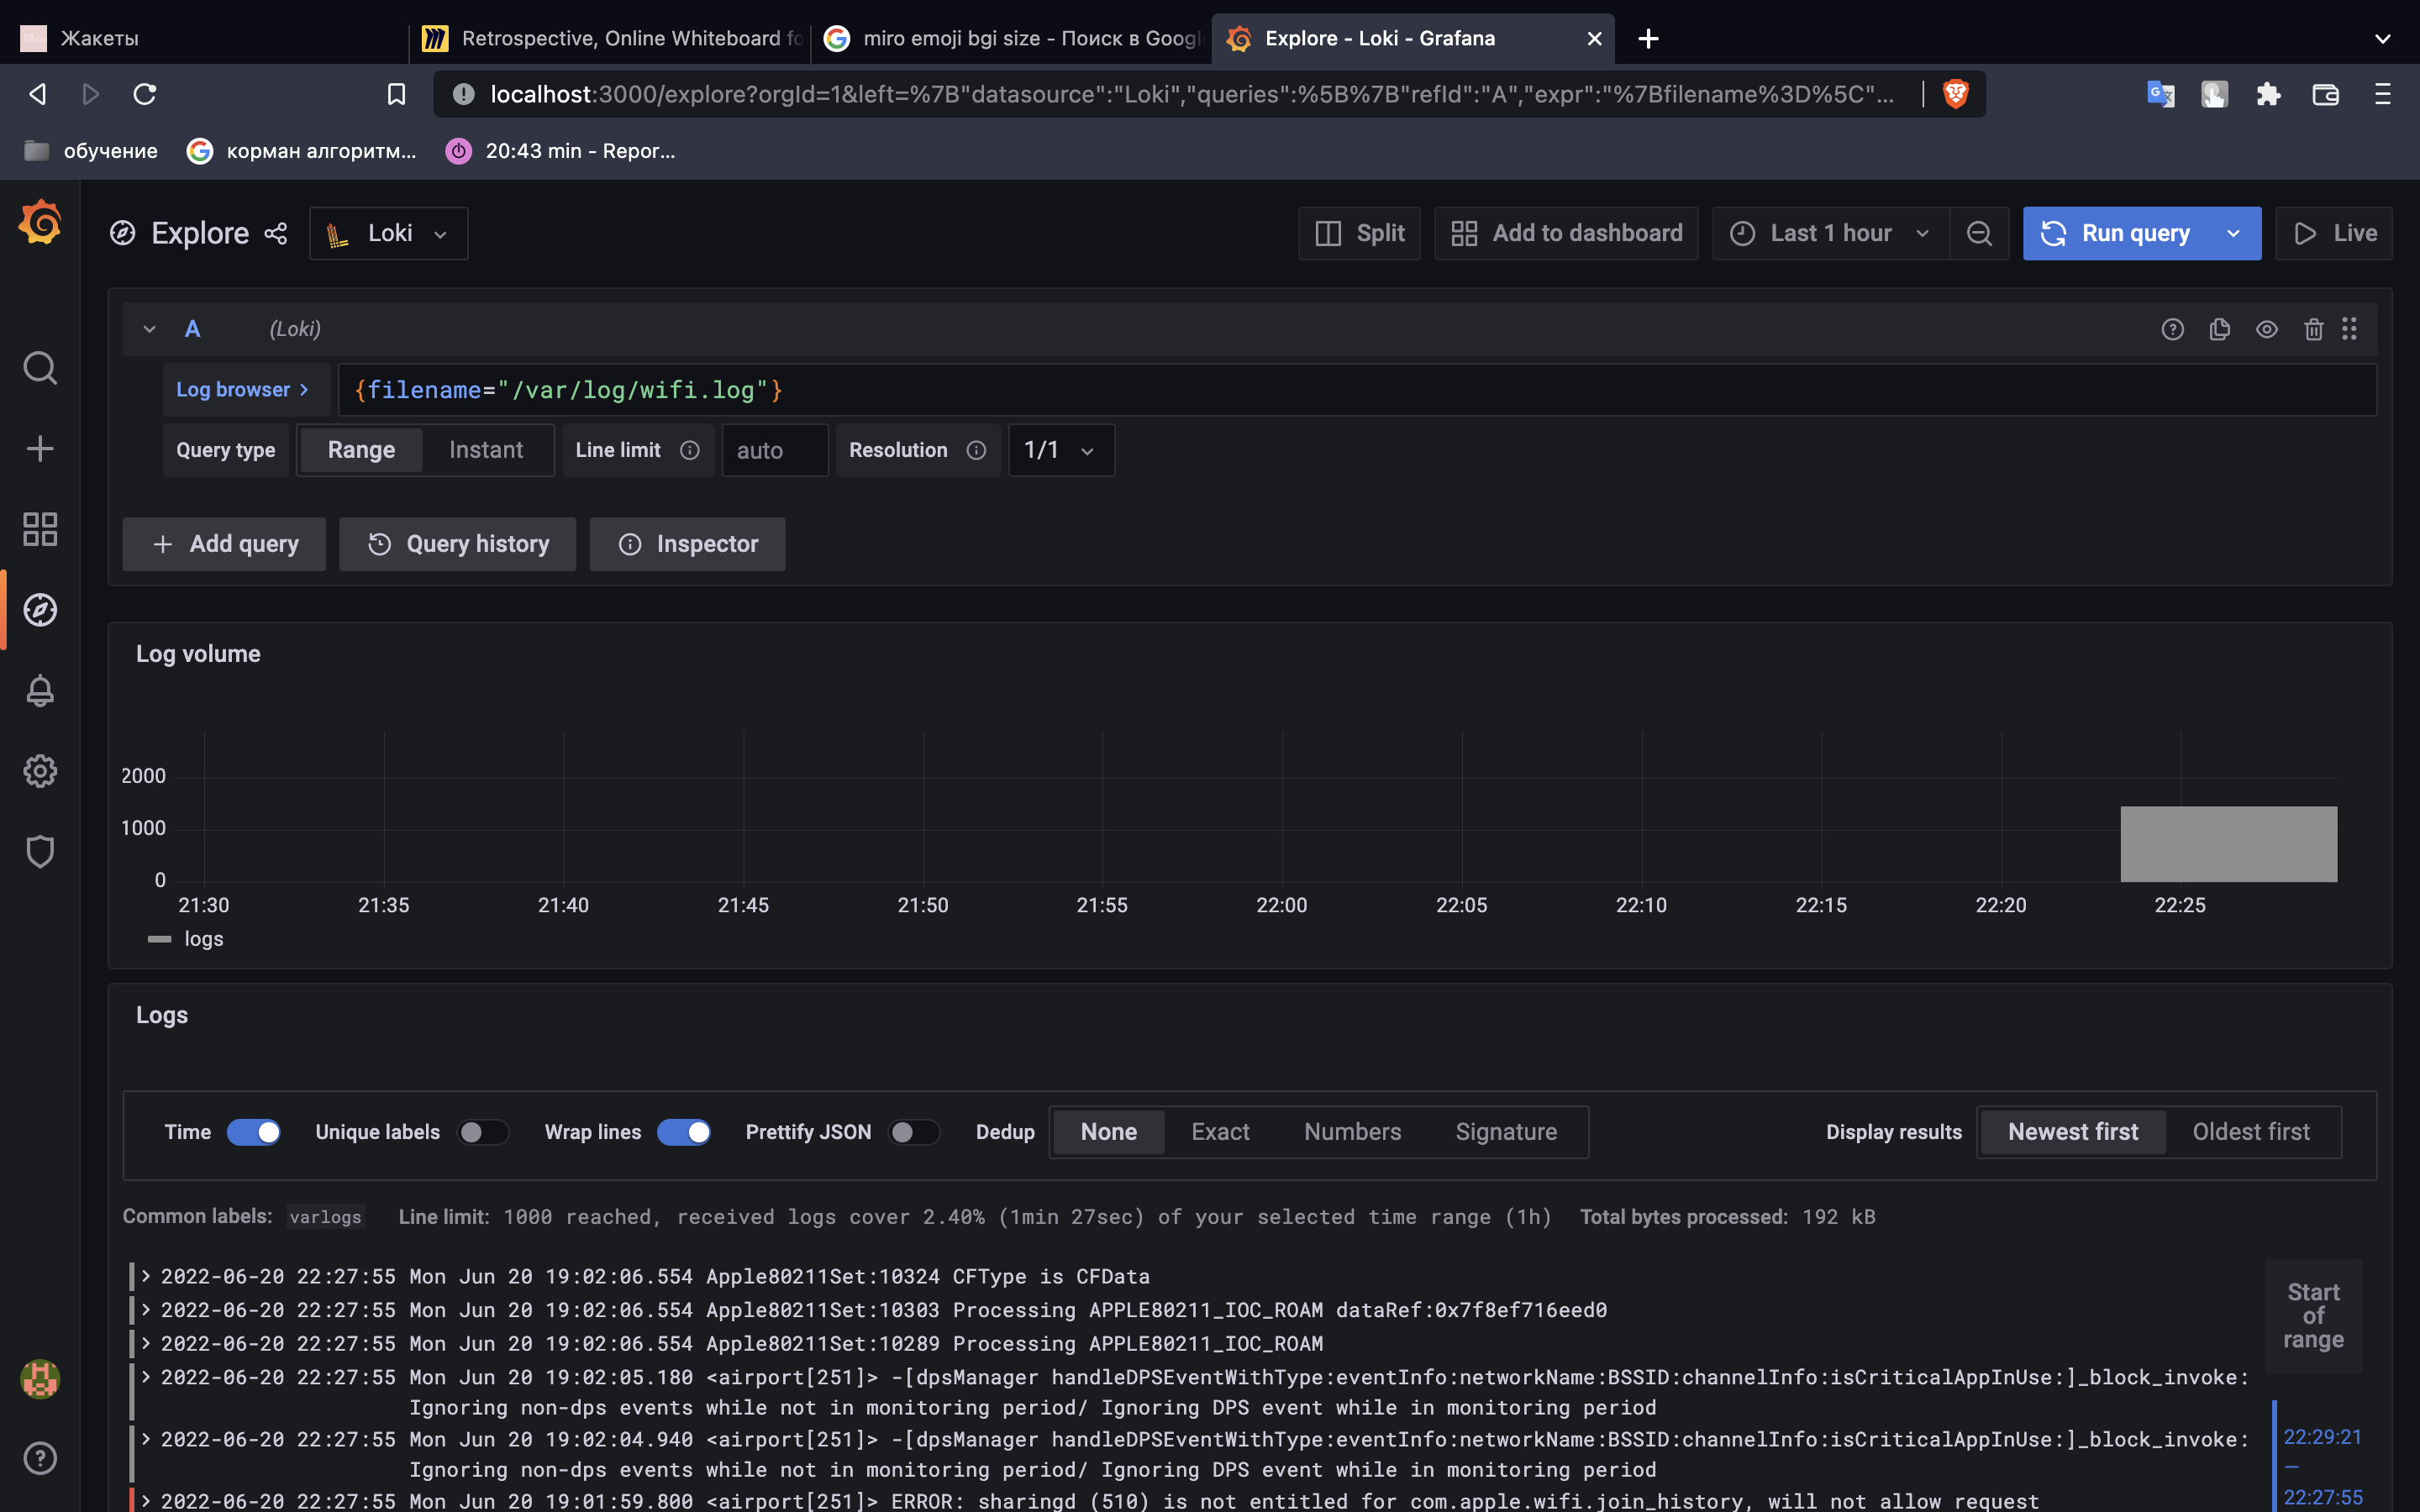 Жакеты
Retrospective, Online Whiteboard fo
miro emoji bgi size - Поиск в Googl
Explore - Loki - Grafana
localhost:3000/explore?orgId=1&left=%7B"datasource":"Loki","queries":%5B%7B"refId":"A","expr":"%7Bfilename%3D%5C"...
обучение
корман алгоритм...
20:43 min - Repor...
Explore
Loki
Split
Add to dashboard
Last 1 hour
Run query
Live
A (Loki)
Log browser
{filename="/var/log/wifi.log"}
Query type Range Instant Line limit auto Resolution 1/1
+ Add query Query history Inspector
Log volume
2000
1000
0
21:30 21:35 21:40 21:45 21:50 21:55 22:00 22:05 22:10 22:15 22:20 22:25
logs
Logs
Time Unique labels Wrap lines Prettify JSON Dedup None Exact Numbers Signature Display results Newest first Oldest first
Common labels: varlogs Line limit: 1000 reached, received logs cover 2.40% (1min 27sec) of your selected time range (1h) Total bytes processed: 192 kB
2022-06-20 22:27:55 Mon Jun 20 19:02:06.554 Apple80211Set:10324 CFType is CFData
2022-06-20 22:27:55 Mon Jun 20 19:02:06.554 Apple80211Set:10303 Processing APPLE80211_IOC_ROAM dataRef:0x7f8ef716eed0
2022-06-20 22:27:55 Mon Jun 20 19:02:06.554 Apple80211Set:10289 Processing APPLE80211_IOC_ROAM
2022-06-20 22:27:55 Mon Jun 20 19:02:05.180 <airport[251]> -[dpsManager handleDPSEventWithType:eventInfo:networkName:BSSID:channelInfo:isCriticalAppInUse:]_block_invoke:
Ignoring non-dps events while not in monitoring period/ Ignoring DPS event while in monitoring period
2022-06-20 22:27:55 Mon Jun 20 19:02:04.940 <airport[251]> -[dpsManager handleDPSEventWithType:eventInfo:networkName:BSSID:channelInfo:isCriticalAppInUse:]_block_invoke:
Ignoring non-dps events while not in monitoring period/ Ignoring DPS event while in monitoring period
2022-06-20 22:27:55 Mon Jun 20 19:01:59.800 <airport[251]> ERROR: sharingd (510) is not entitled for com.apple.wifi.join_history, will not allow request
Start
of
range
22:29:21
—
22:27:55